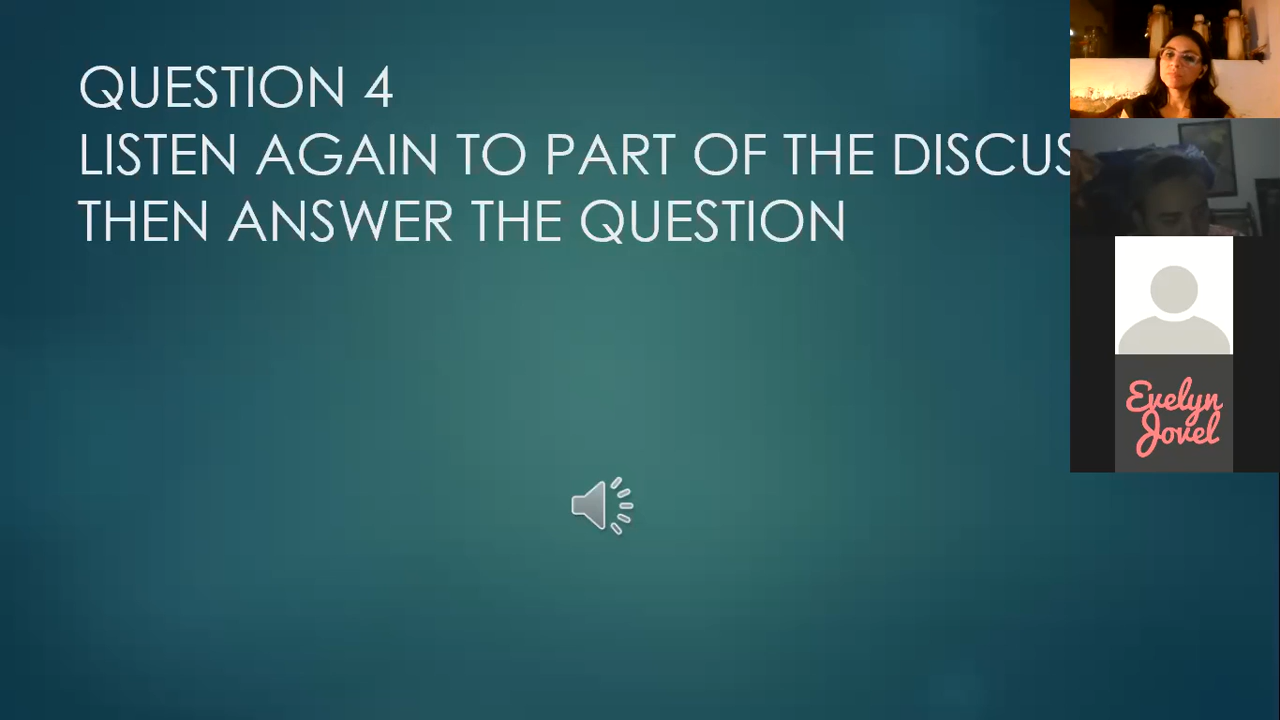 QUESTION 4
LISTEN AGAIN TO PART OF THE DISCUS
THEN ANSWER THE QUESTION
Evelyn
Jovel